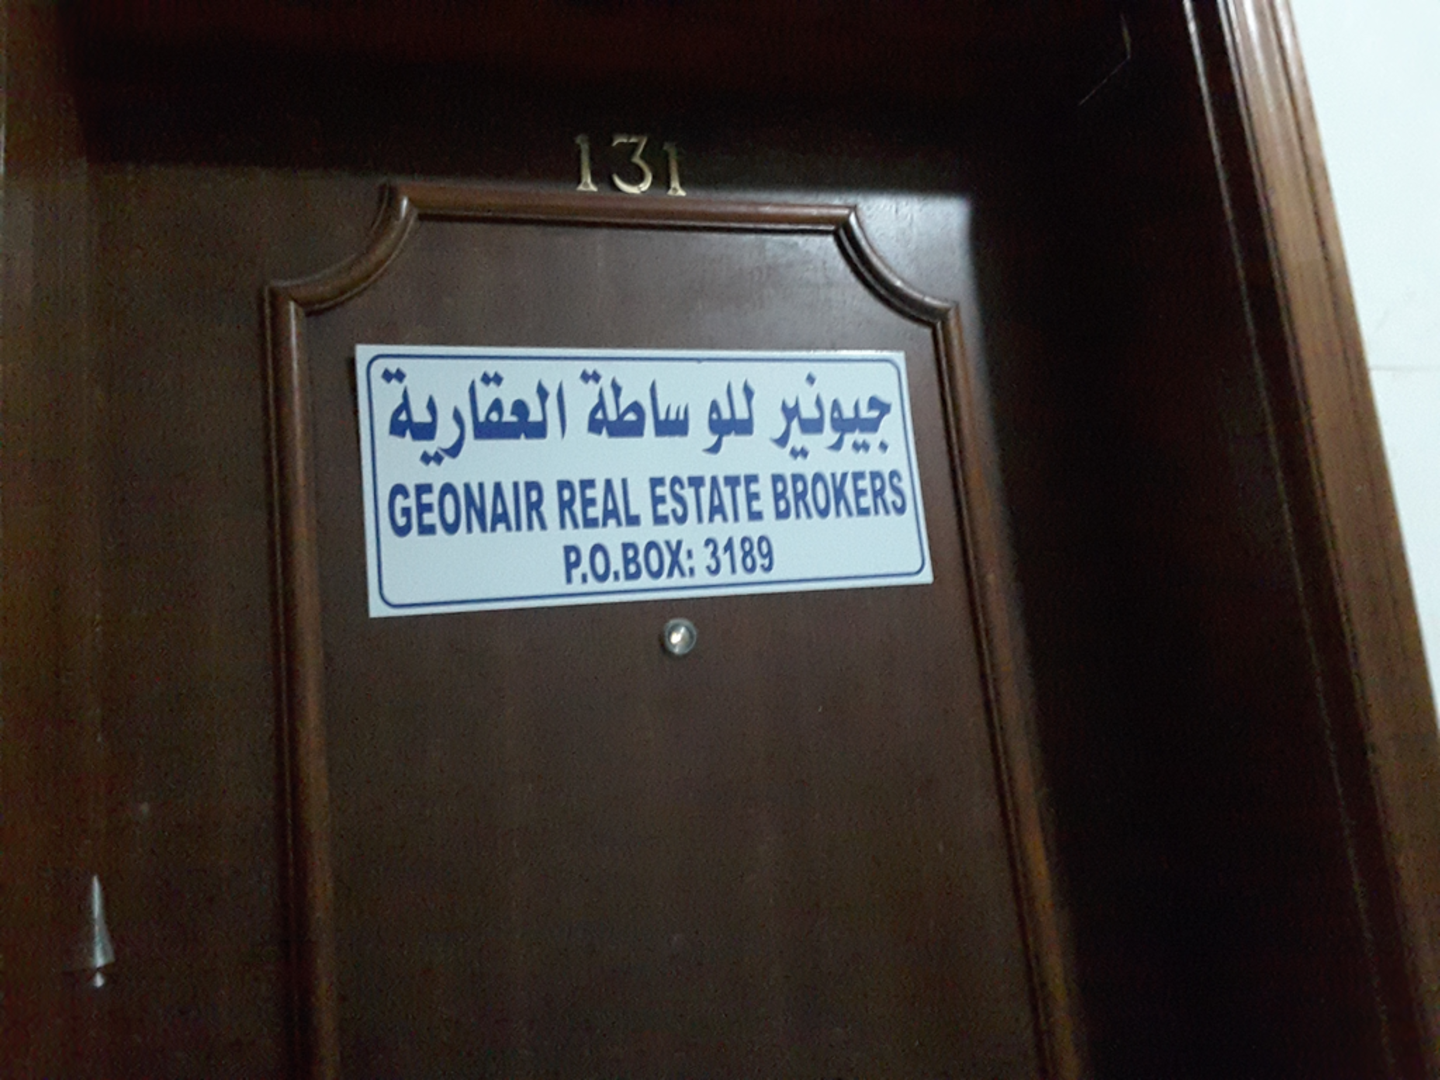 131
جيونير للوساطة العقارية
GEONAIR REAL ESTATE BROKERS
P.O.BOX: 3189